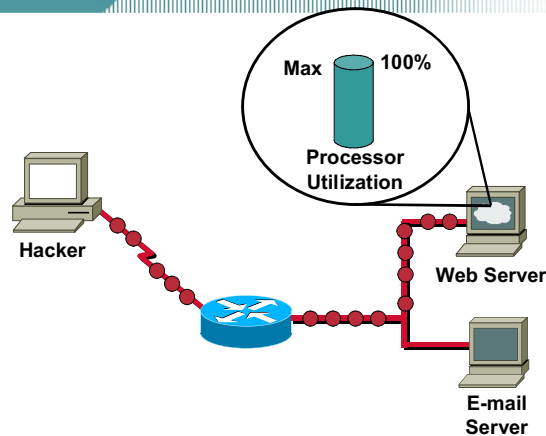 Max 100%
Processor
Utilization
Hacker
Web Server
E-mail
Server